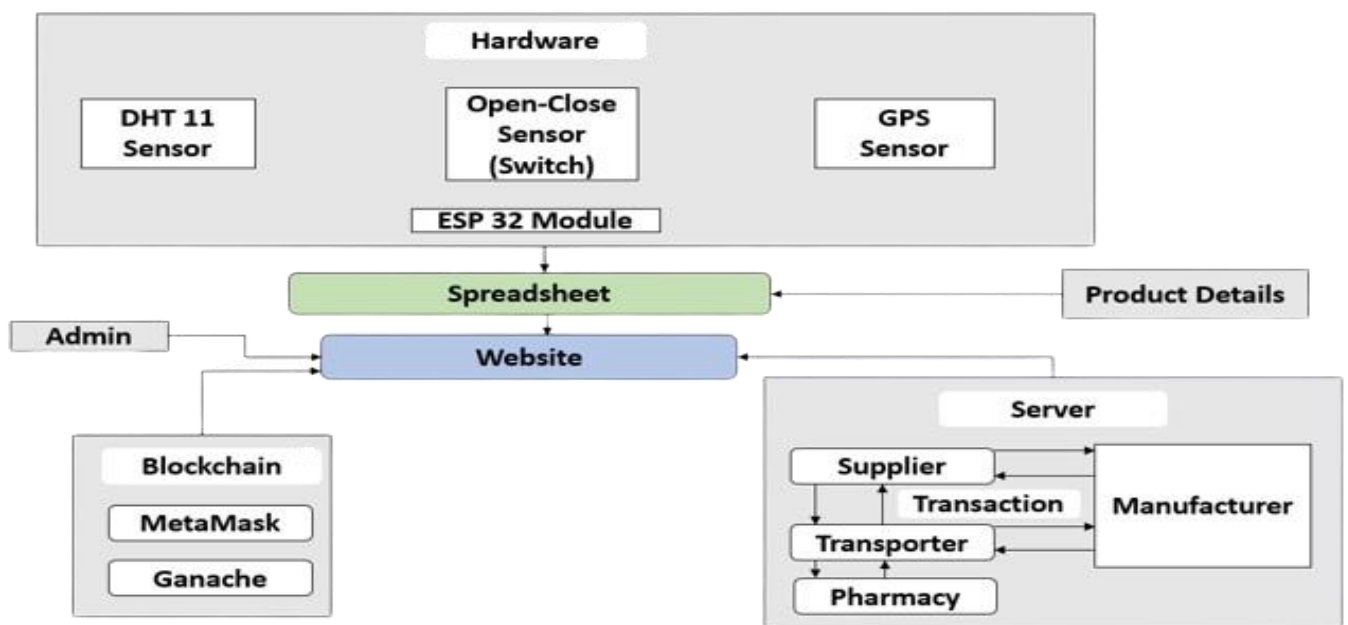 Hardware
DHT 11
Sensor
Open-Close
Sensor
(Switch)
GPS
Sensor
ESP 32 Module
Spreadsheet
Product Details
Admin
Website
Blockchain
MetaMask
Ganache
Server
Supplier
Transaction
Manufacturer
Transporter
Pharmacy